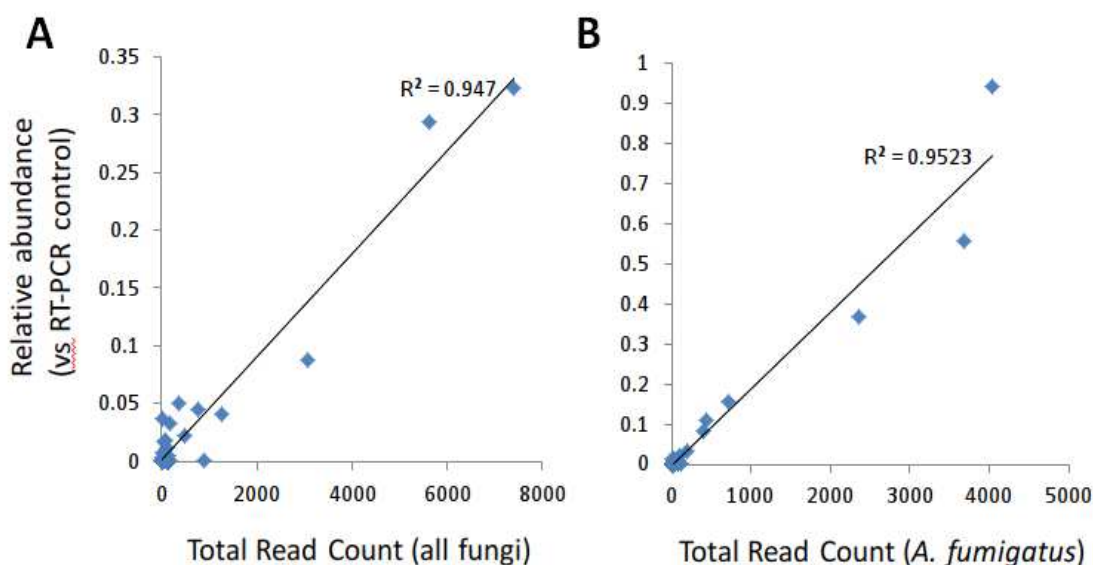 A
B
0.35
0.3
0.25
0.2
0.15
0.1
0.05
0
R² = 0.947
Relative abundance
(vs RT-PCR control)
0 2000 4000 6000 8000
Total Read Count (all fungi)
1
0.9
0.8
0.7
0.6
0.5
0.4
0.3
0.2
0.1
0
R² = 0.9523
0 1000 2000 3000 4000 5000
Total Read Count (A. fumigatus)